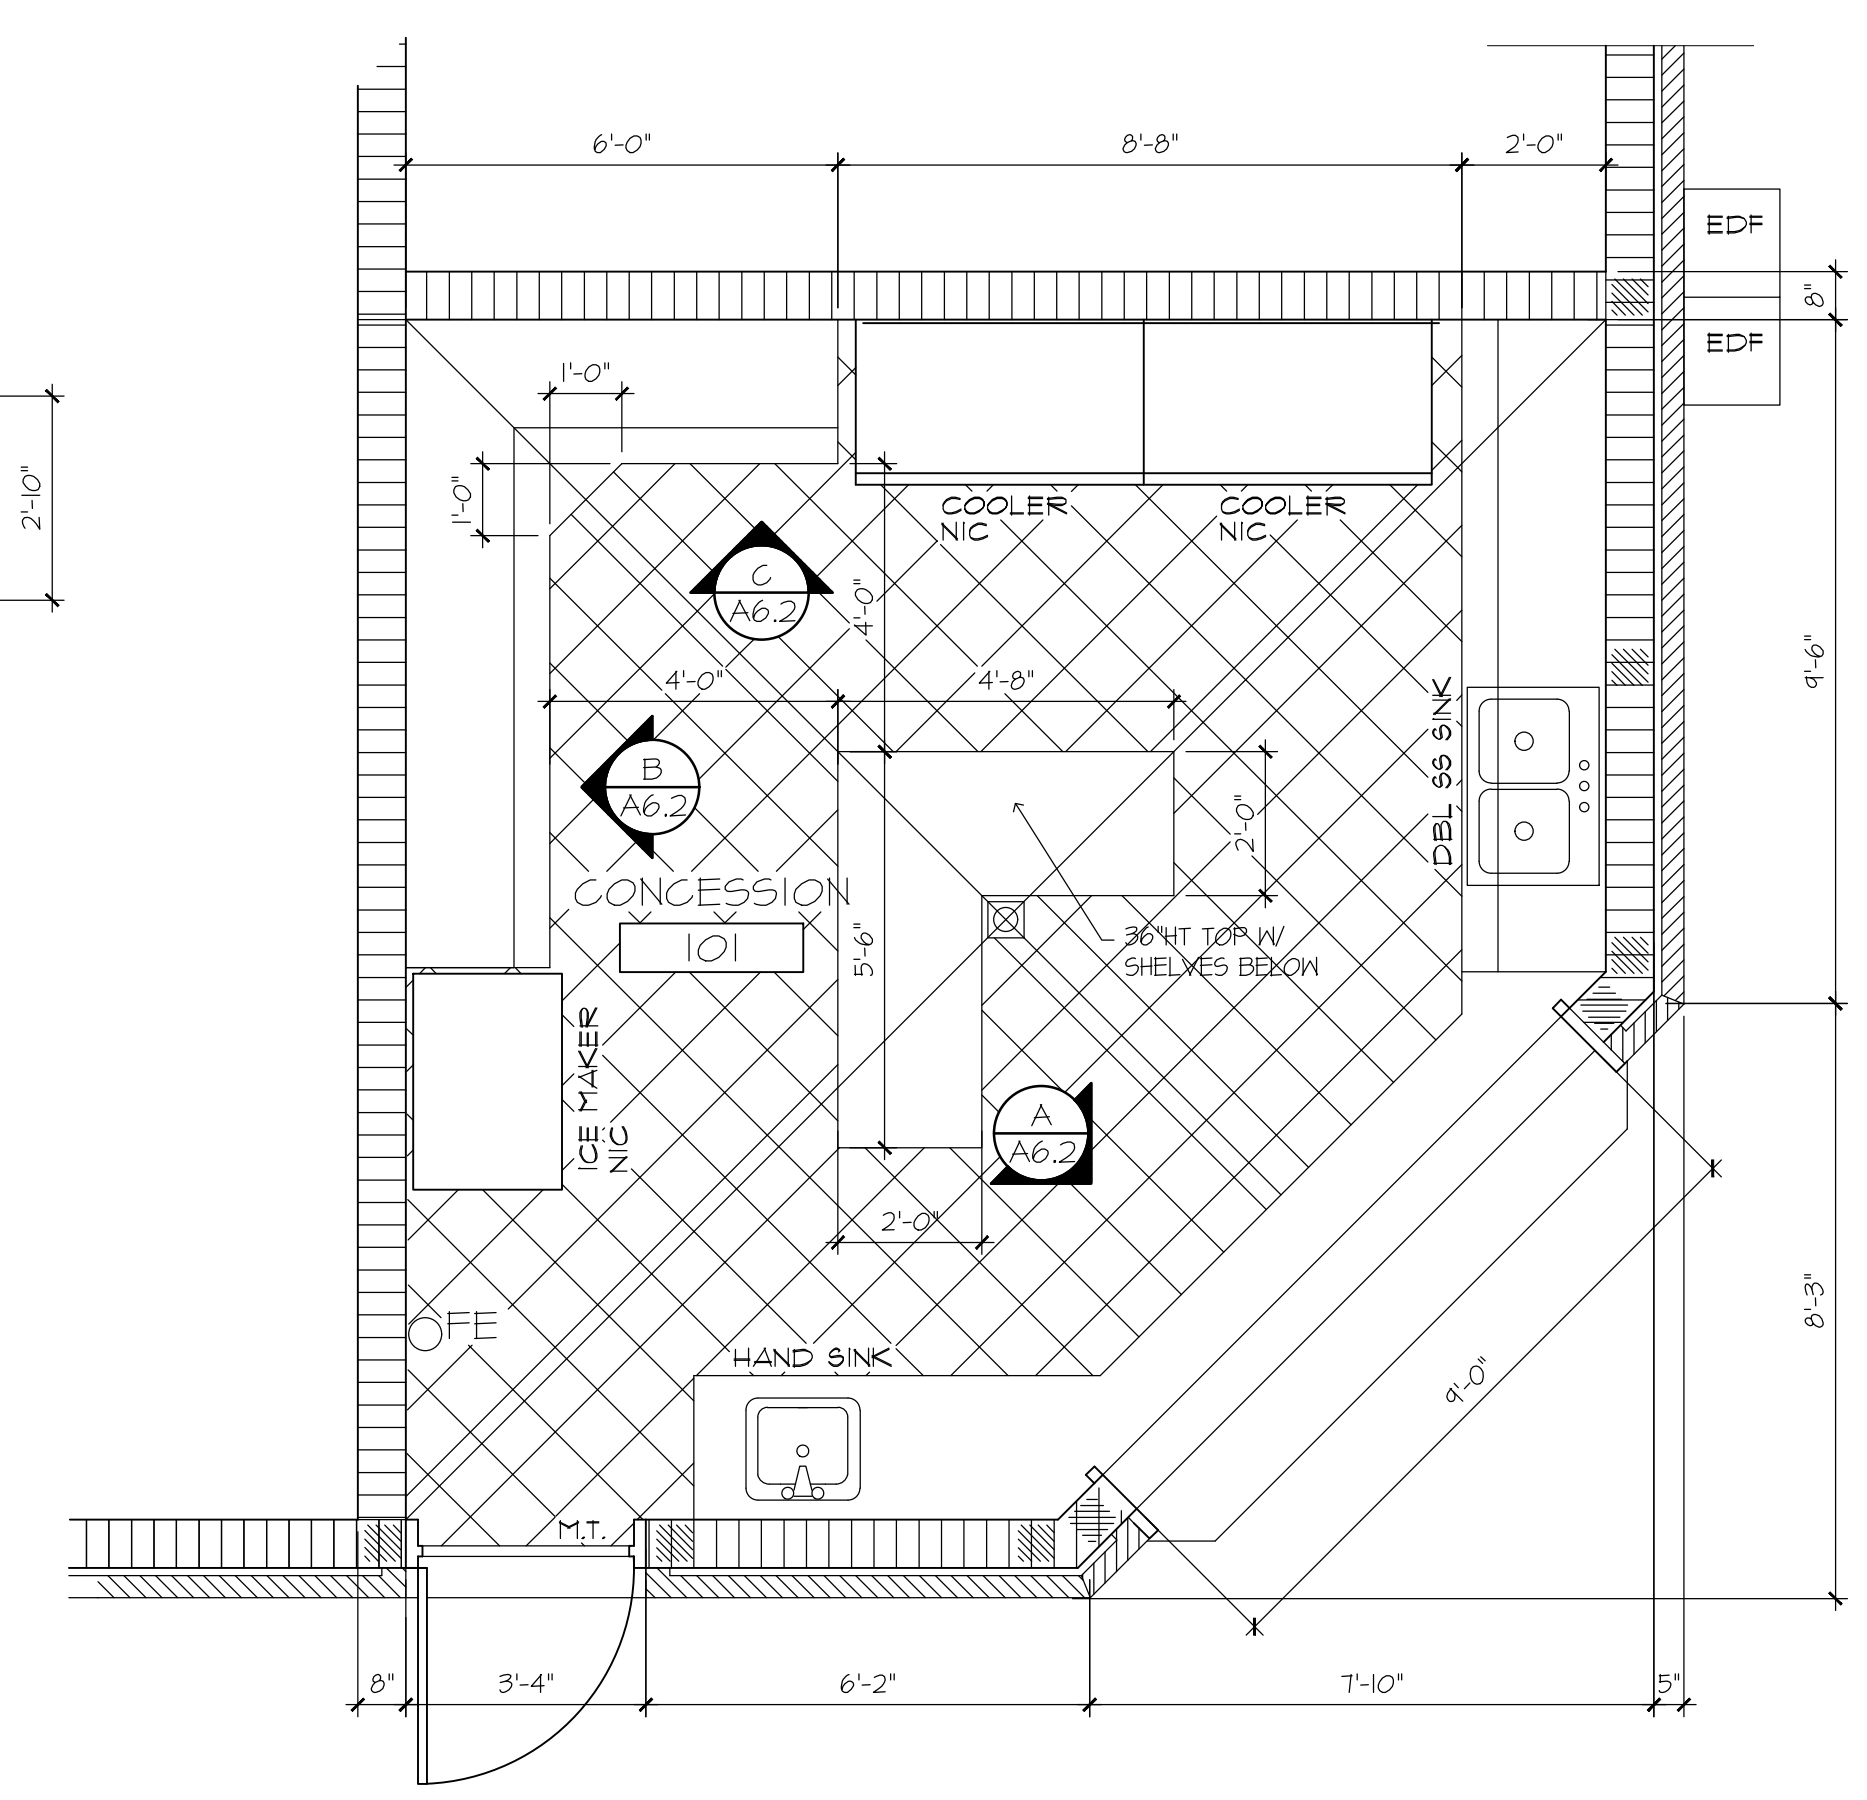 6'-0"
8'-8"
2'-0"
EDF
8"
EDF
1'-0"
2'-10"
1'-0"
COOLER
NIC
COOLER
NIC
C
A6.2
4'-0"
4'-0"
4'-8"
9'-6"
DBL SS SINK
B
A6.2
2'-0"
CONCESSION
101
5'-6"
36"HT TOP W/
SHELVES BELOW
ICE MAKER
NIC
A
A6.2
2'-0"
FE
8'-3"
HAND SINK
9'-0"
M.T.
8"
3'-4"
6'-2"
7'-10"
5"